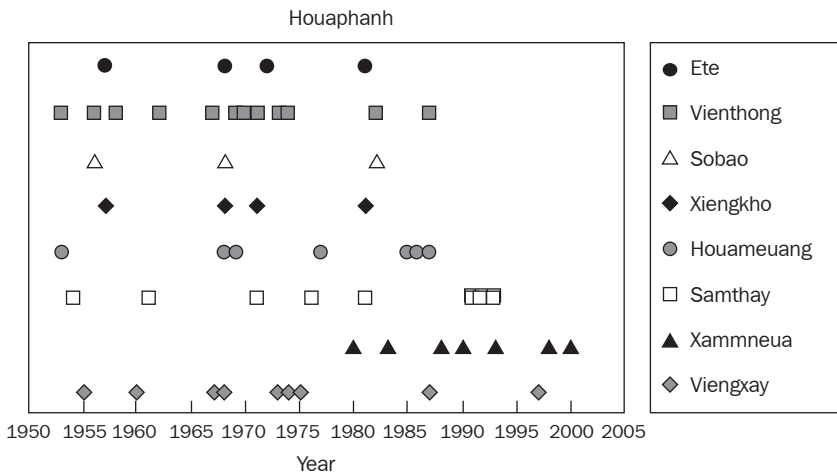 Houaphanh
Ete
Vienthong
Sobao
Xiengkho
Houameuang
Samthay
Xammneua
Viengxay
1950 1955 1960 1965 1970 1975 1980 1985 1990 1995 2000 2005
Year